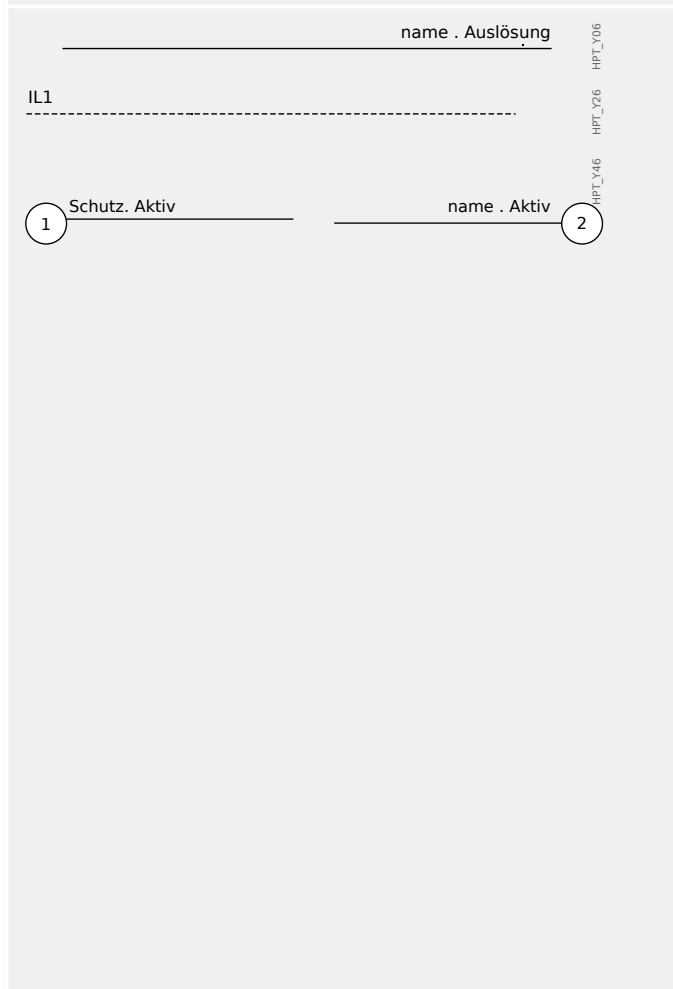 name . Auslösung
HPT_Y06
IL1
HPT_Y26
HPT_Y46
Schutz. Aktiv
name . Aktiv
1
2